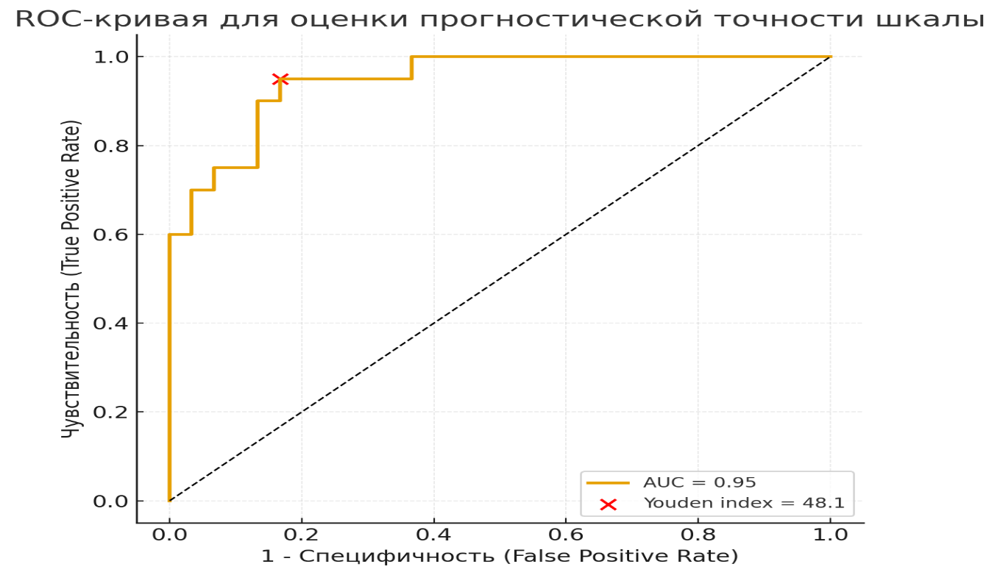 ROC-кривая для оценки прогностической точности шкалы
Чувствительность (True Positive Rate)
1.0
0.8
0.6
0.4
0.2
0.0
AUC = 0.95
Youden index = 48.1
0.0 0.2 0.4 0.6 0.8 1.0
1 - Специфичность (False Positive Rate)